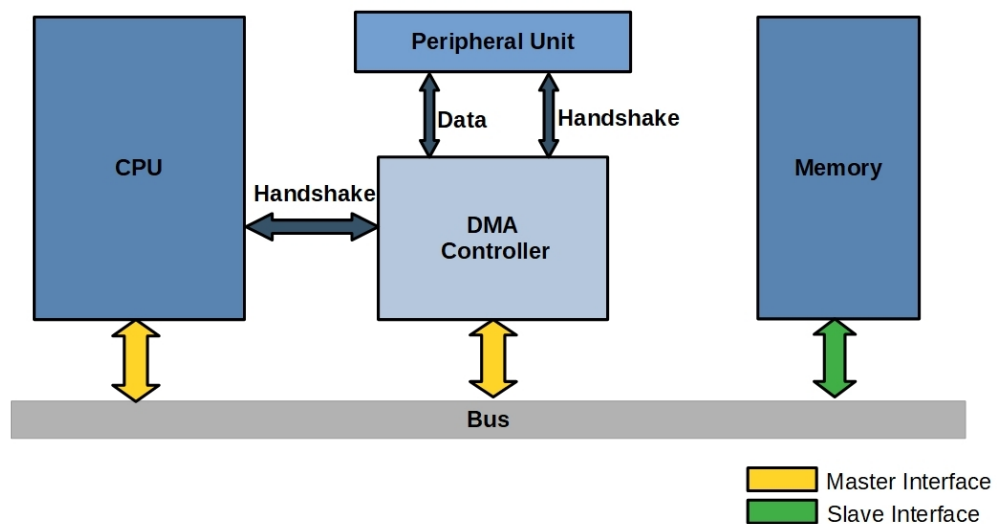 Peripheral Unit
Data
Handshake
CPU
Memory
Handshake
DMA
Controller
Bus
Master Interface
Slave Interface